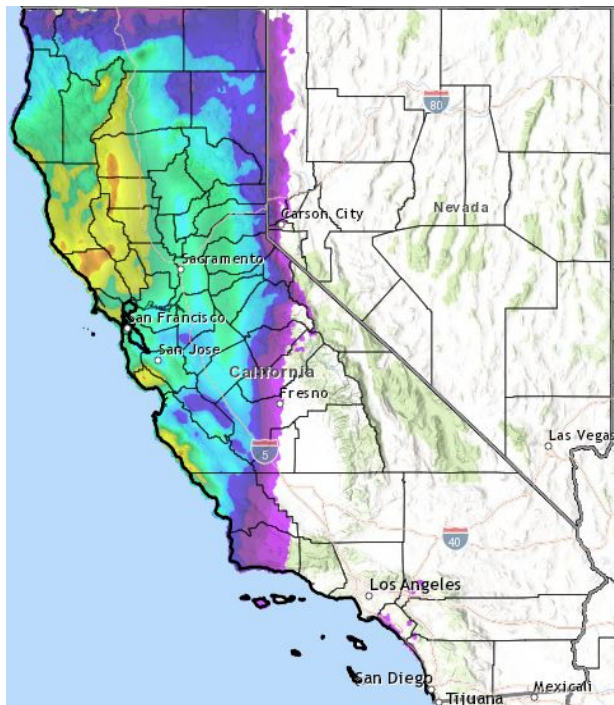 80
Nevada
Carson City
Sacramento
San Francisco
San Jose
California
Fresno
5
Las Vegas
40
Los Angeles
San Diego
Mexicali
Tijuana